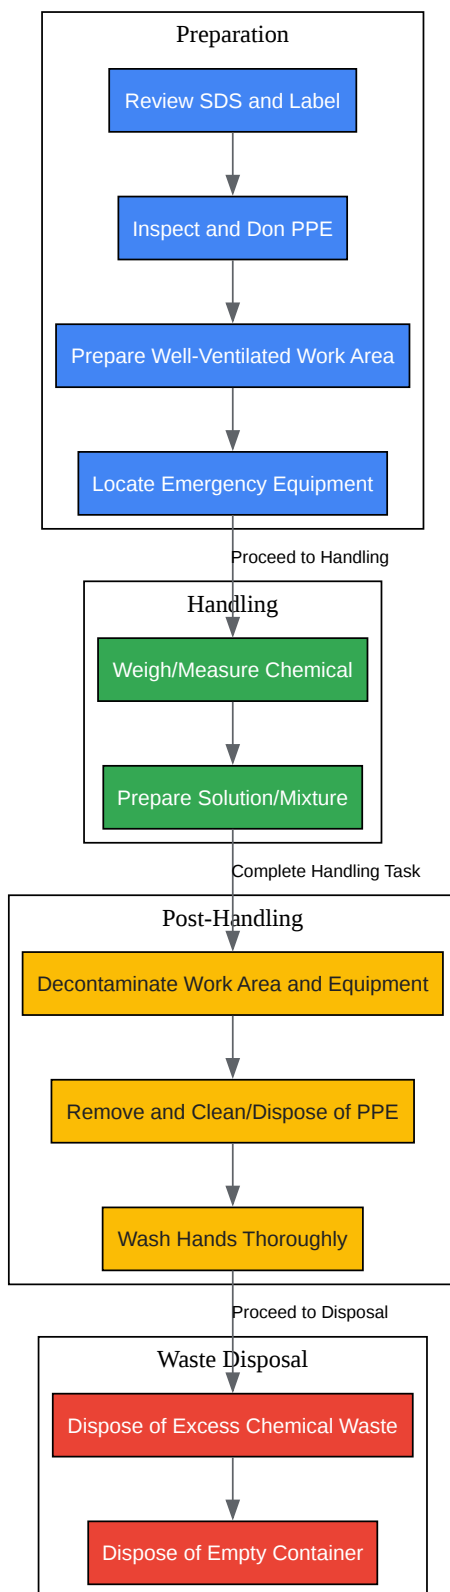 Preparation
Review SDS and Label
Inspect and Don PPE
Prepare Well-Ventilated Work Area
Locate Emergency Equipment
Proceed to Handling
Handling
Weigh/Measure Chemical
Prepare Solution/Mixture
Complete Handling Task
Post-Handling
Decontaminate Work Area and Equipment
Remove and Clean/Dispose of PPE
Wash Hands Thoroughly
Proceed to Disposal
Waste Disposal
Dispose of Excess Chemical Waste
Dispose of Empty Container